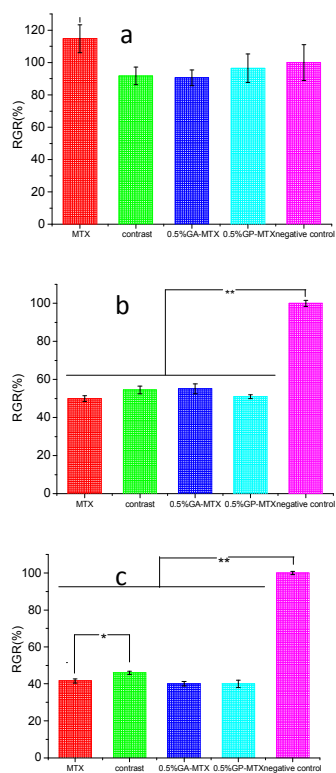 a
120
100
80
60
40
20
0
RGR(%)
MTX contrast 0.5%GA-MTX 0.5%GP-MTX negative control
b
**
100
80
60
40
20
0
RGR(%)
MTX contrast 0.5%GA-MTX 0.5%GP-MTX negative control
c
**
*
100
80
60
40
20
0
RGR(%)
MTX contrast 0.5%GA-MTX 0.5%GP-MTX negative control